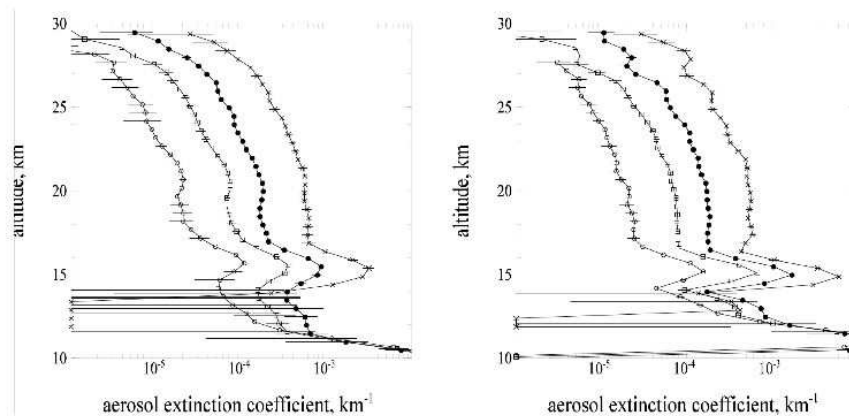 30
25
20
15
10
altitude, km
10-5 10-4 10-3
aerosol extinction coefficient, km-1
30
25
20
15
10
altitude, km
10-5 10-4 10-3
aerosol extinction coefficient, km-1